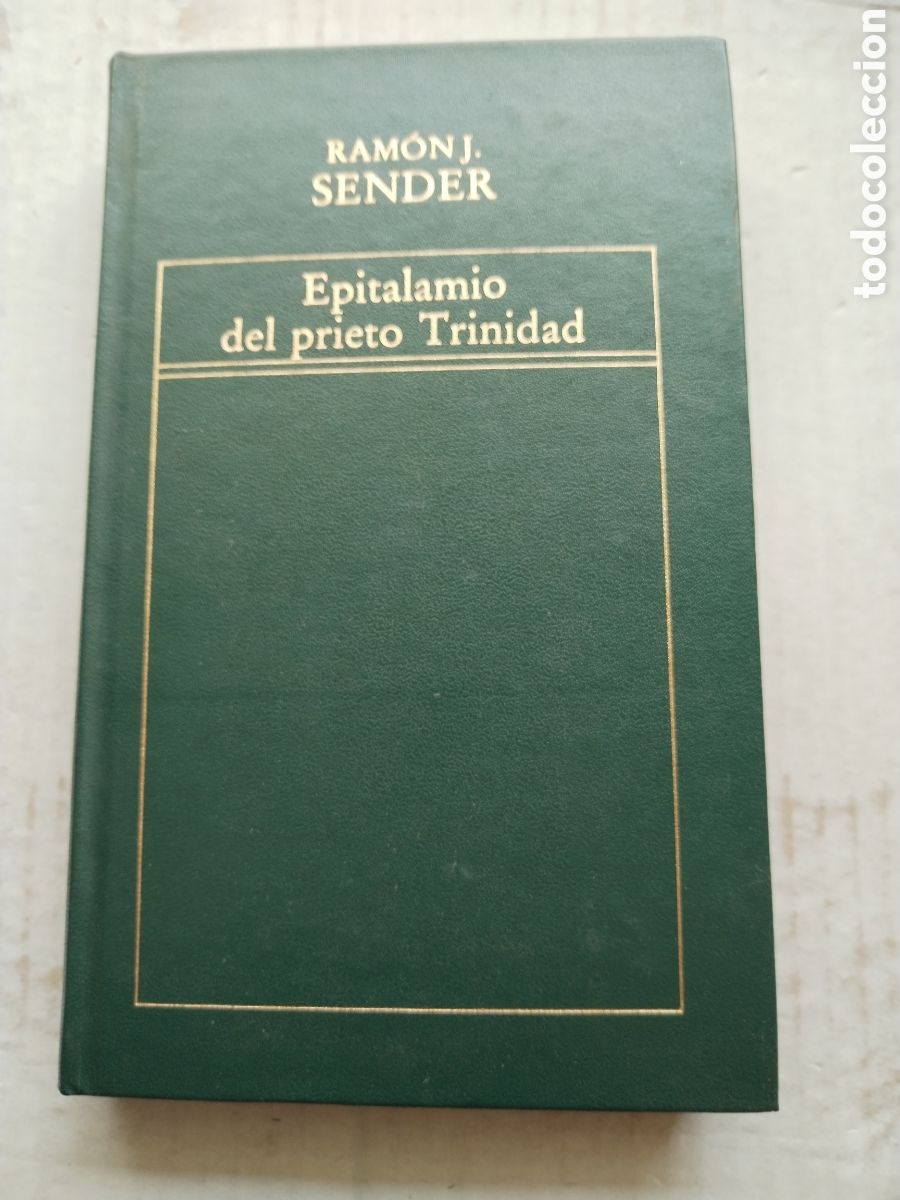 RAMÓN J.
SENDER
Epitalamio
del prieto Trinidad
todocoleccion